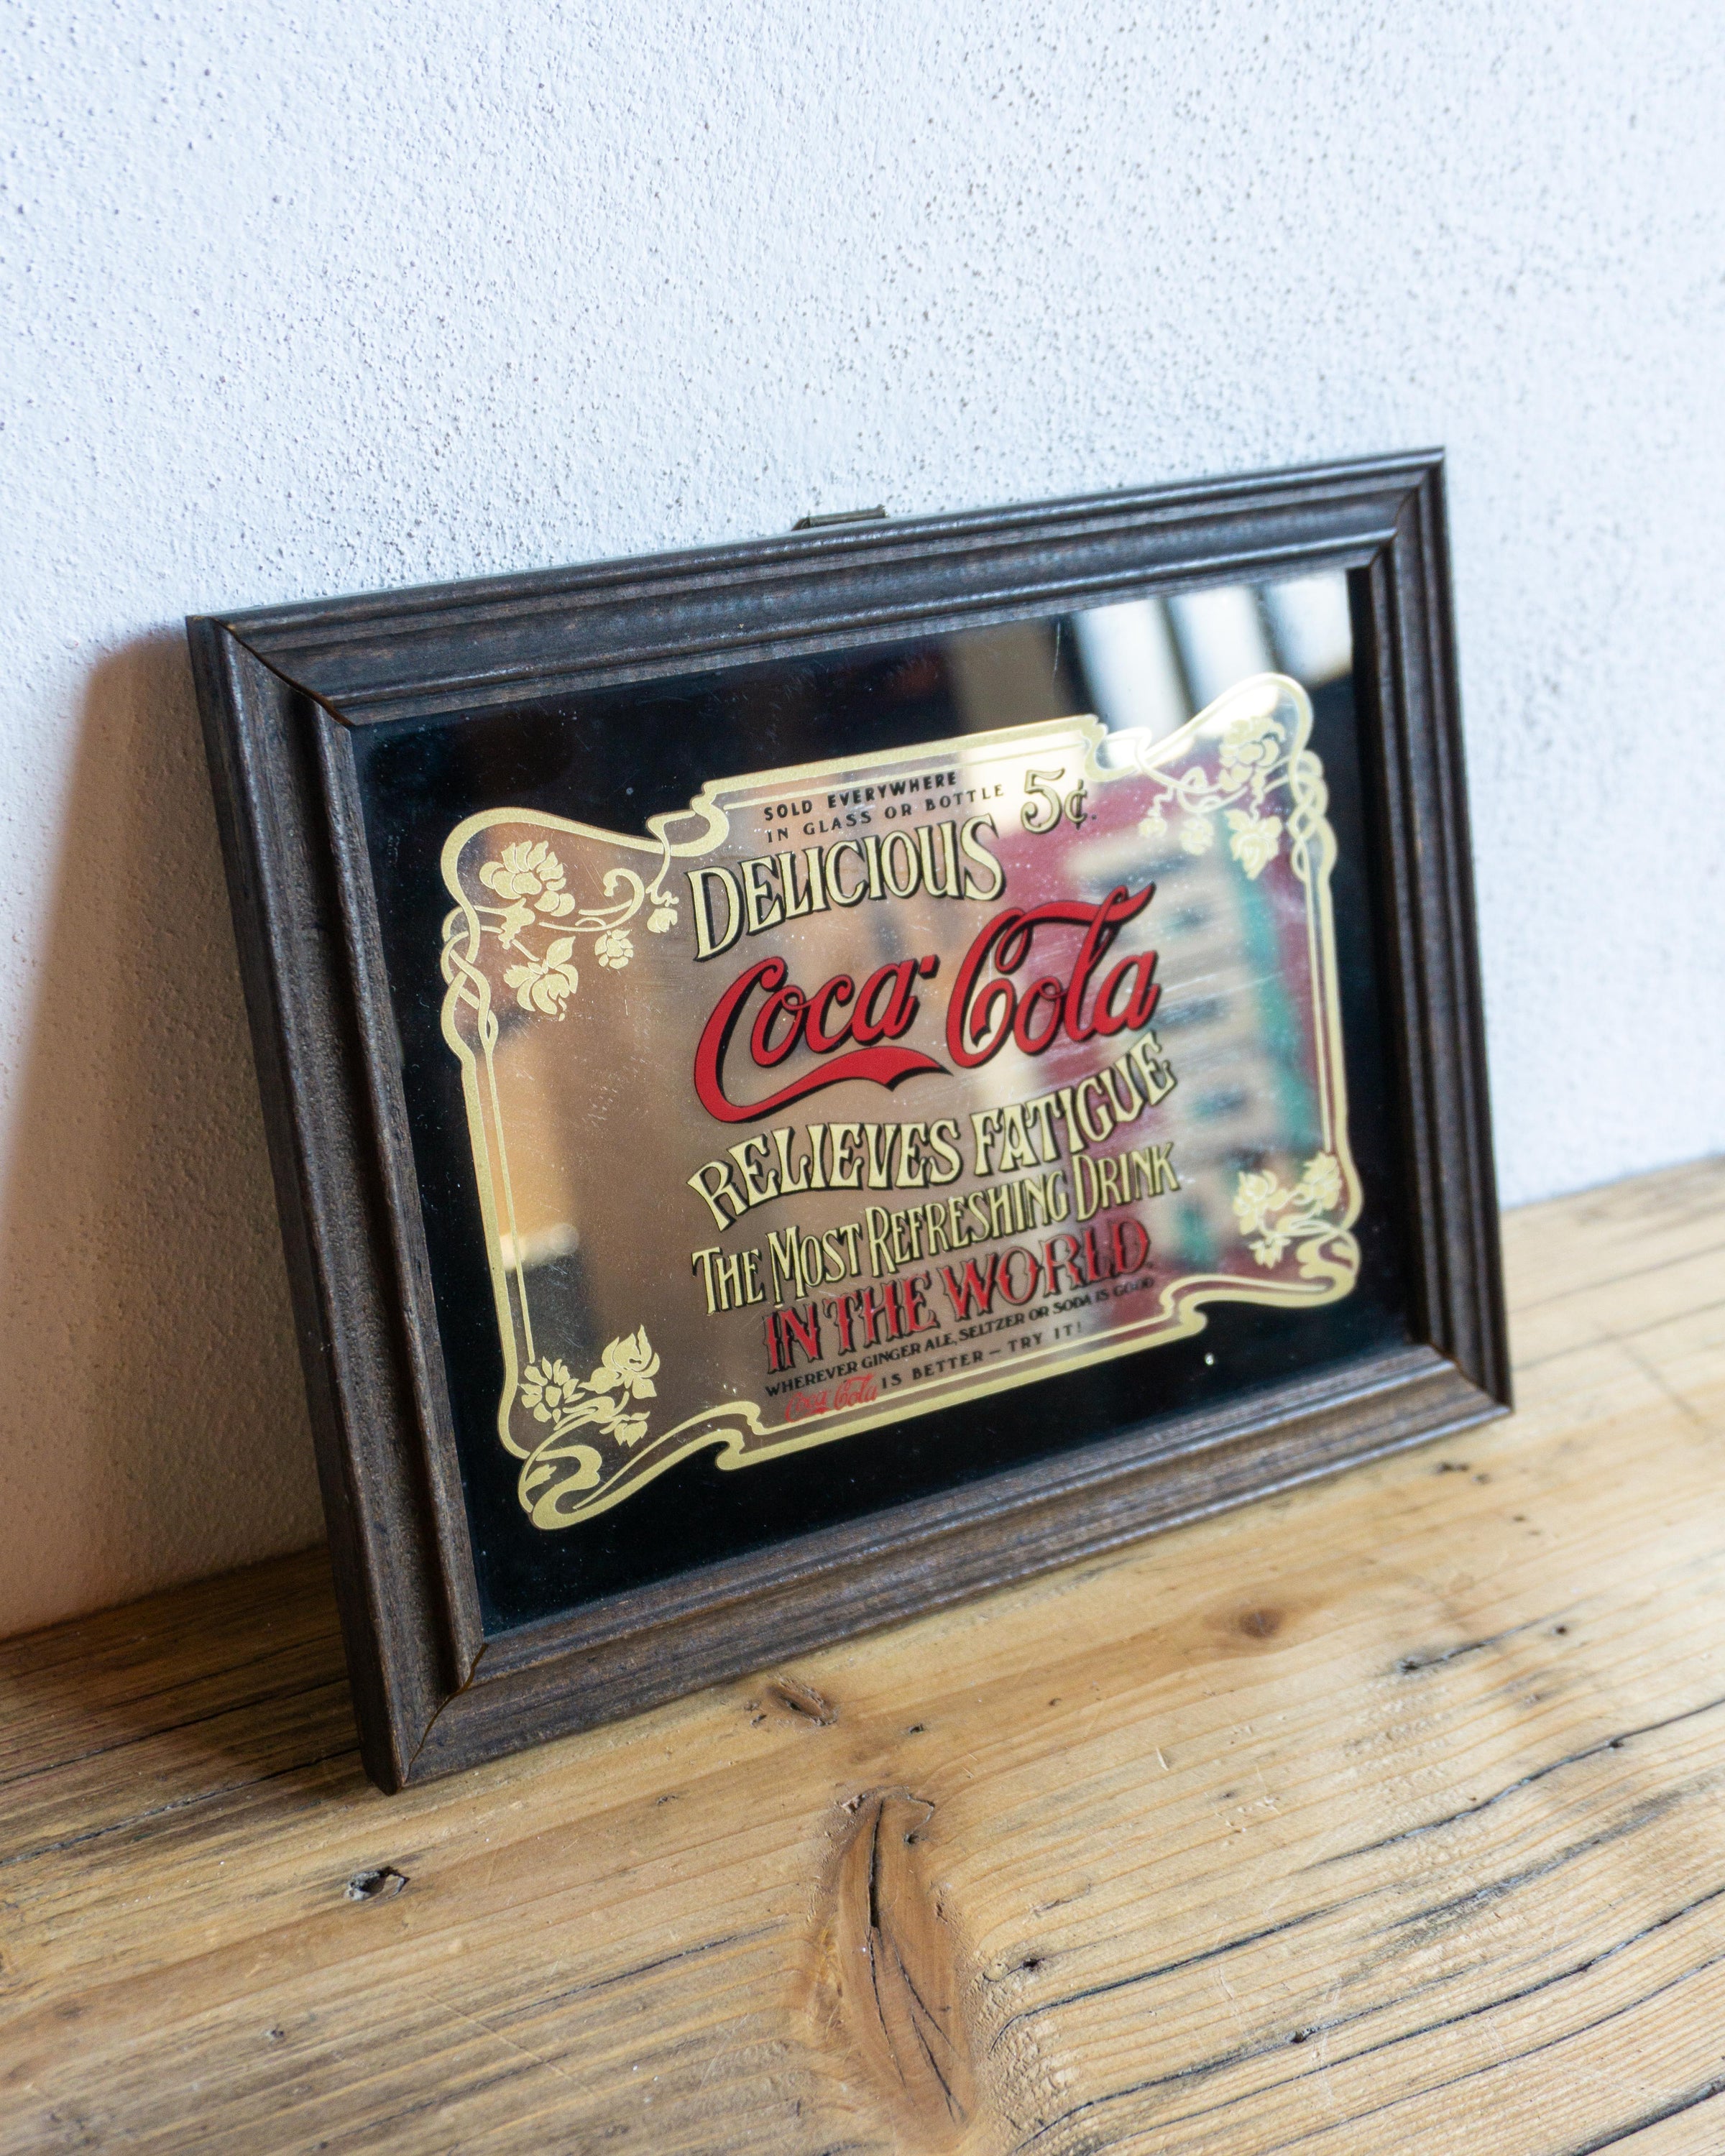 SOLD EVERYWHERE
IN GLASS OR BOTTLE 5¢.
DELICIOUS
Coca-Cola
RELIEVES FATIGUE
THE MOST REFRESHING DRINK
IN THE WORLD.
WHEREVER GINGER ALE, SELTZER OR SODA IS GOOD
Coca-Cola IS BETTER – TRY IT!